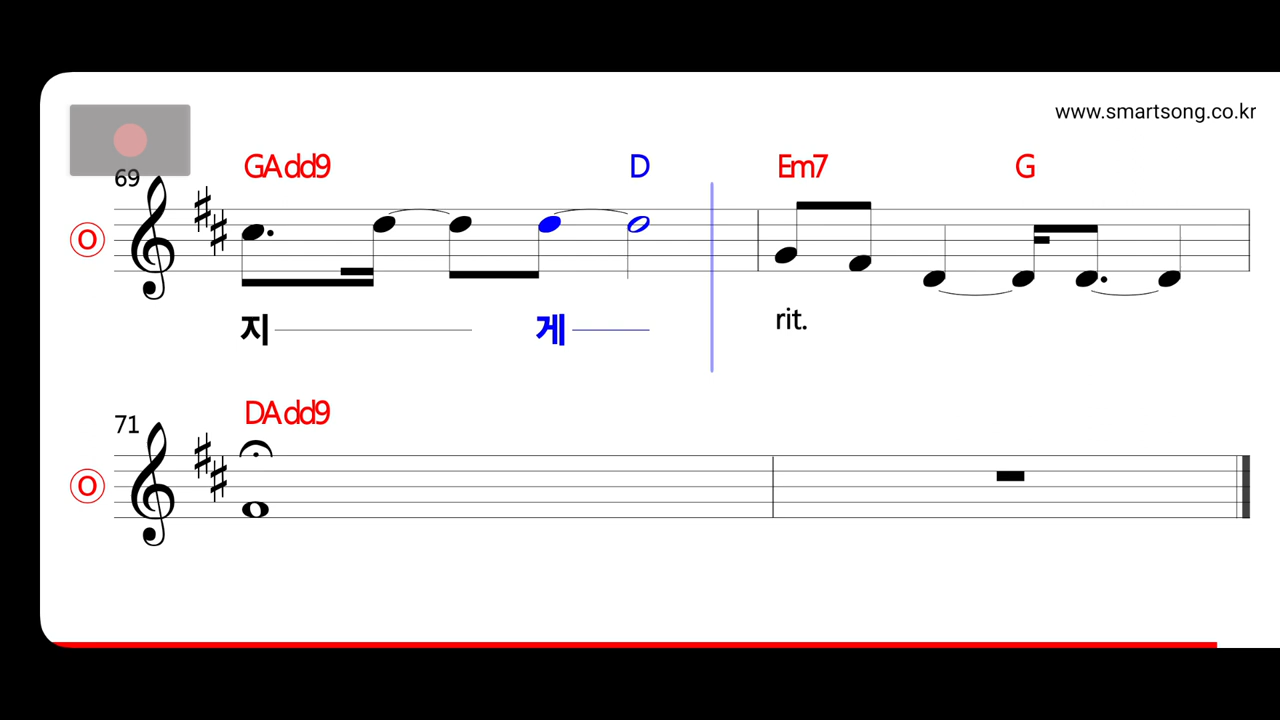 www.smartsong.co.kr
GAdd9 D Em7 G
69
O
지 게 rit.
DAdd9
71
O